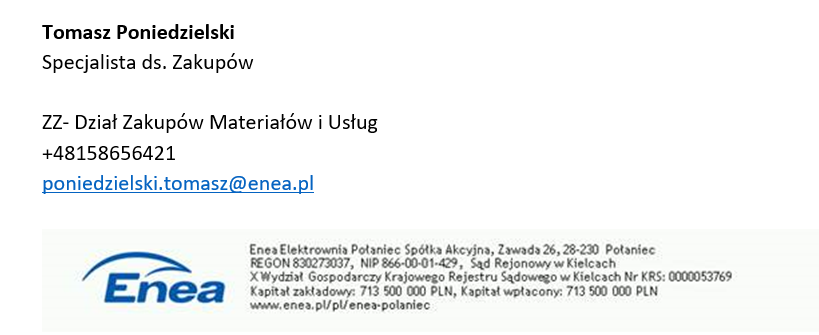 Tomasz Poniedzielski
Specjalista ds. Zakupów
ZZ- Dział Zakupów Materiałów i Usług
+48158656421
poniedzielski.tomasz@enea.pl
Enea
Enea Elektrownia Połaniec Spółka Akcyjna, Zawada 26, 28-230 Połaniec
REGON 830273037, NIP 866-00-01-429, Sąd Rejonowy w Kielcach
X Wydział Gospodarczy Krajowego Rejestru Sądowego w Kielcach Nr KRS: 0000053769
Kapitał zakładowy: 713 500 000 PLN, Kapitał wpłacony: 713 500 000 PLN
www.enea.pl/pl/enea-polaniec